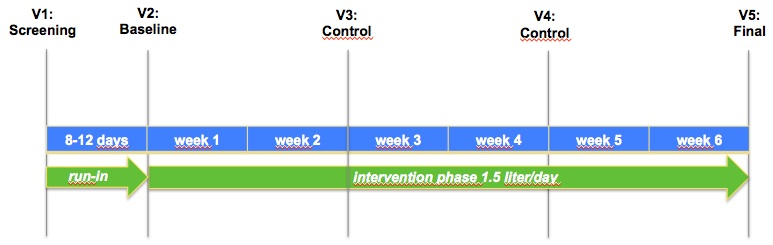 V1:
Screening
V2:
Baseline
V3:
Control
V4:
Control
V5:
Final
8-12 days
week 1
week 2
week 3
week 4
week 5
week 6
run-in
intervention phase 1.5 liter/day